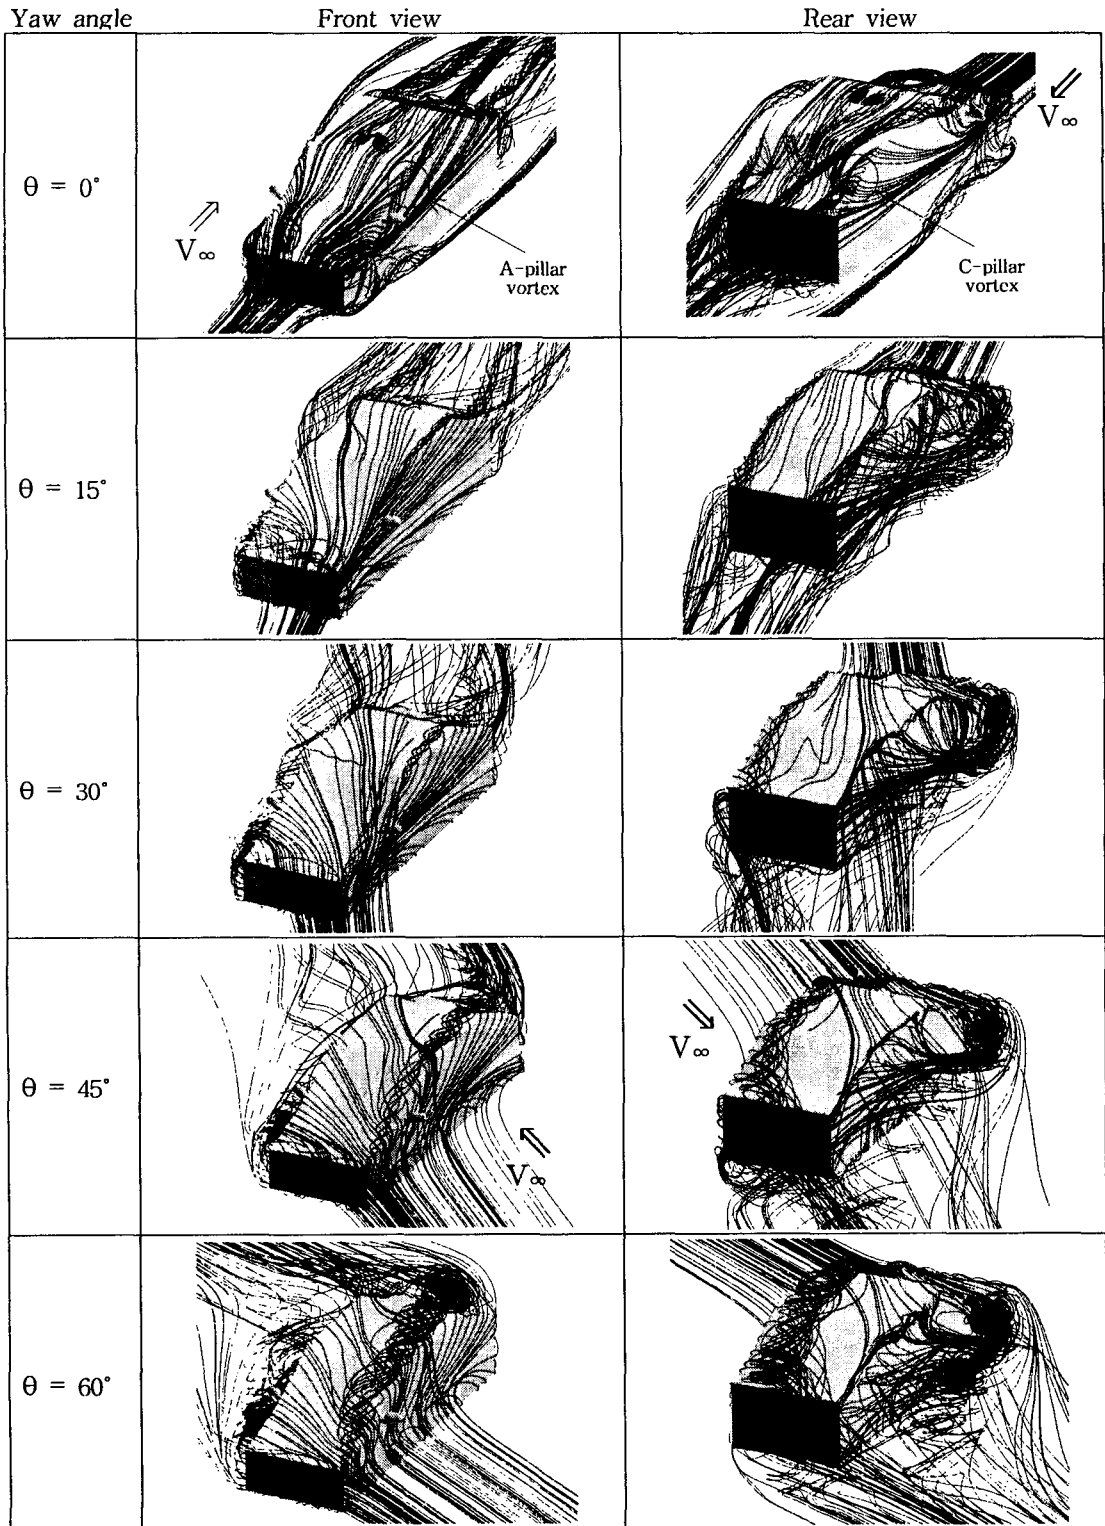 Yaw angle Front view Rear view
θ = 0°
V∞
A-pillar
vortex
V∞
C-pillar
vortex
θ = 15°
θ = 30°
θ = 45°
V∞
V∞
θ = 60°